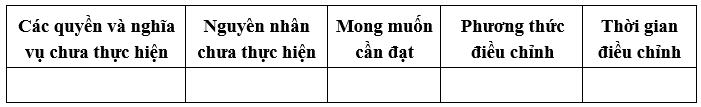 Các quyền và nghĩa
vụ chưa thực hiện
Nguyên nhân
chưa thực hiện
Mong muốn
cần đạt
Phương thức
điều chỉnh
Thời gian
điều chỉnh